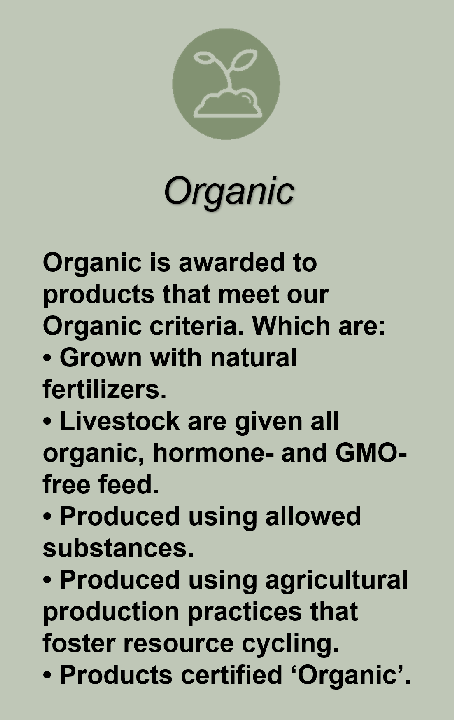 Organic
Organic is awarded to
products that meet our
Organic criteria. Which are:
• Grown with natural
fertilizers.
• Livestock are given all
organic, hormone- and GMO-
free feed.
• Produced using allowed
substances.
• Produced using agricultural
production practices that
foster resource cycling.
• Products certified ‘Organic’.